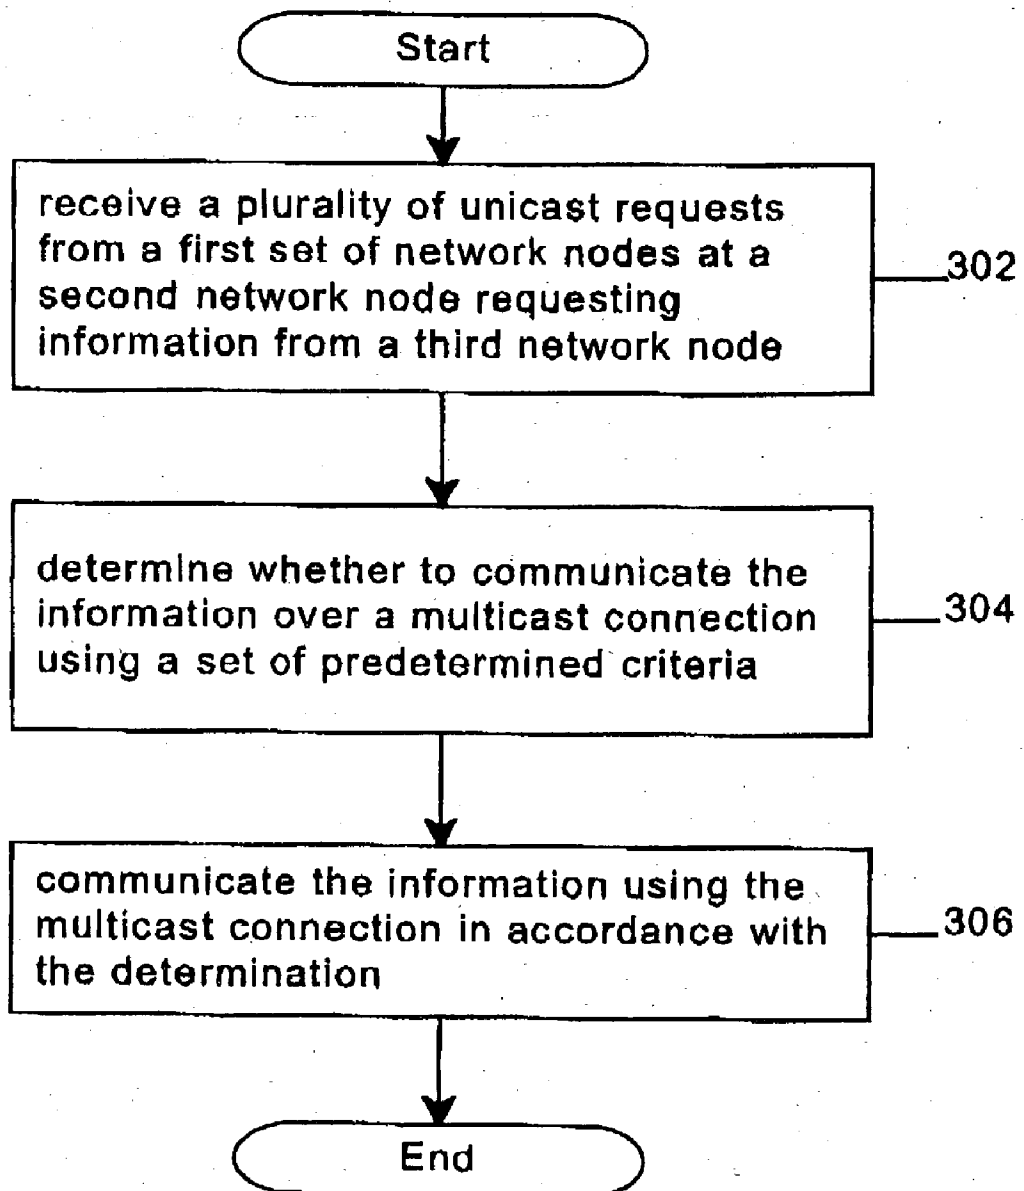 Start
receive a plurality of unicast requests
from a first set of network nodes at a
second network node requesting
information from a third network node
302
determine whether to communicate the
information over a multicast connection
using a set of predetermined criteria
304
communicate the information using the
multicast connection in accordance with
the determination
306
End